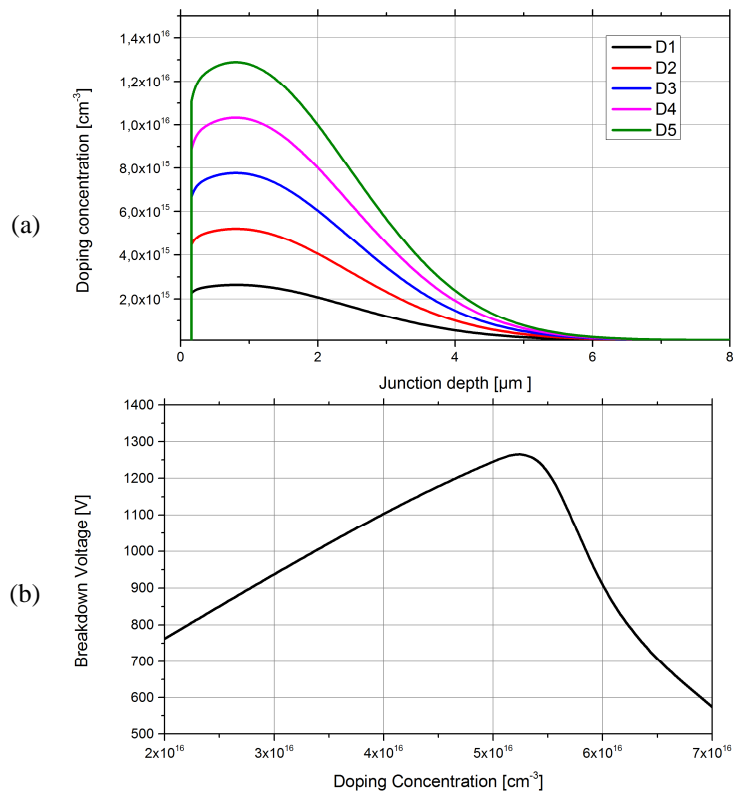 (a)
Doping concentration [cm⁻³]
1,4x10¹⁶
1,2x10¹⁶
1,0x10¹⁶
8,0x10¹⁵
6,0x10¹⁵
4,0x10¹⁵
2,0x10¹⁵
D1
D2
D3
D4
D5
0 2 4 6 8
Junction depth [µm ]
(b)
Breakdown Voltage [V]
1400
1300
1200
1100
1000
900
800
700
600
500
2x10¹⁶ 3x10¹⁶ 4x10¹⁶ 5x10¹⁶ 6x10¹⁶ 7x10¹⁶
Doping Concentration [cm⁻³]